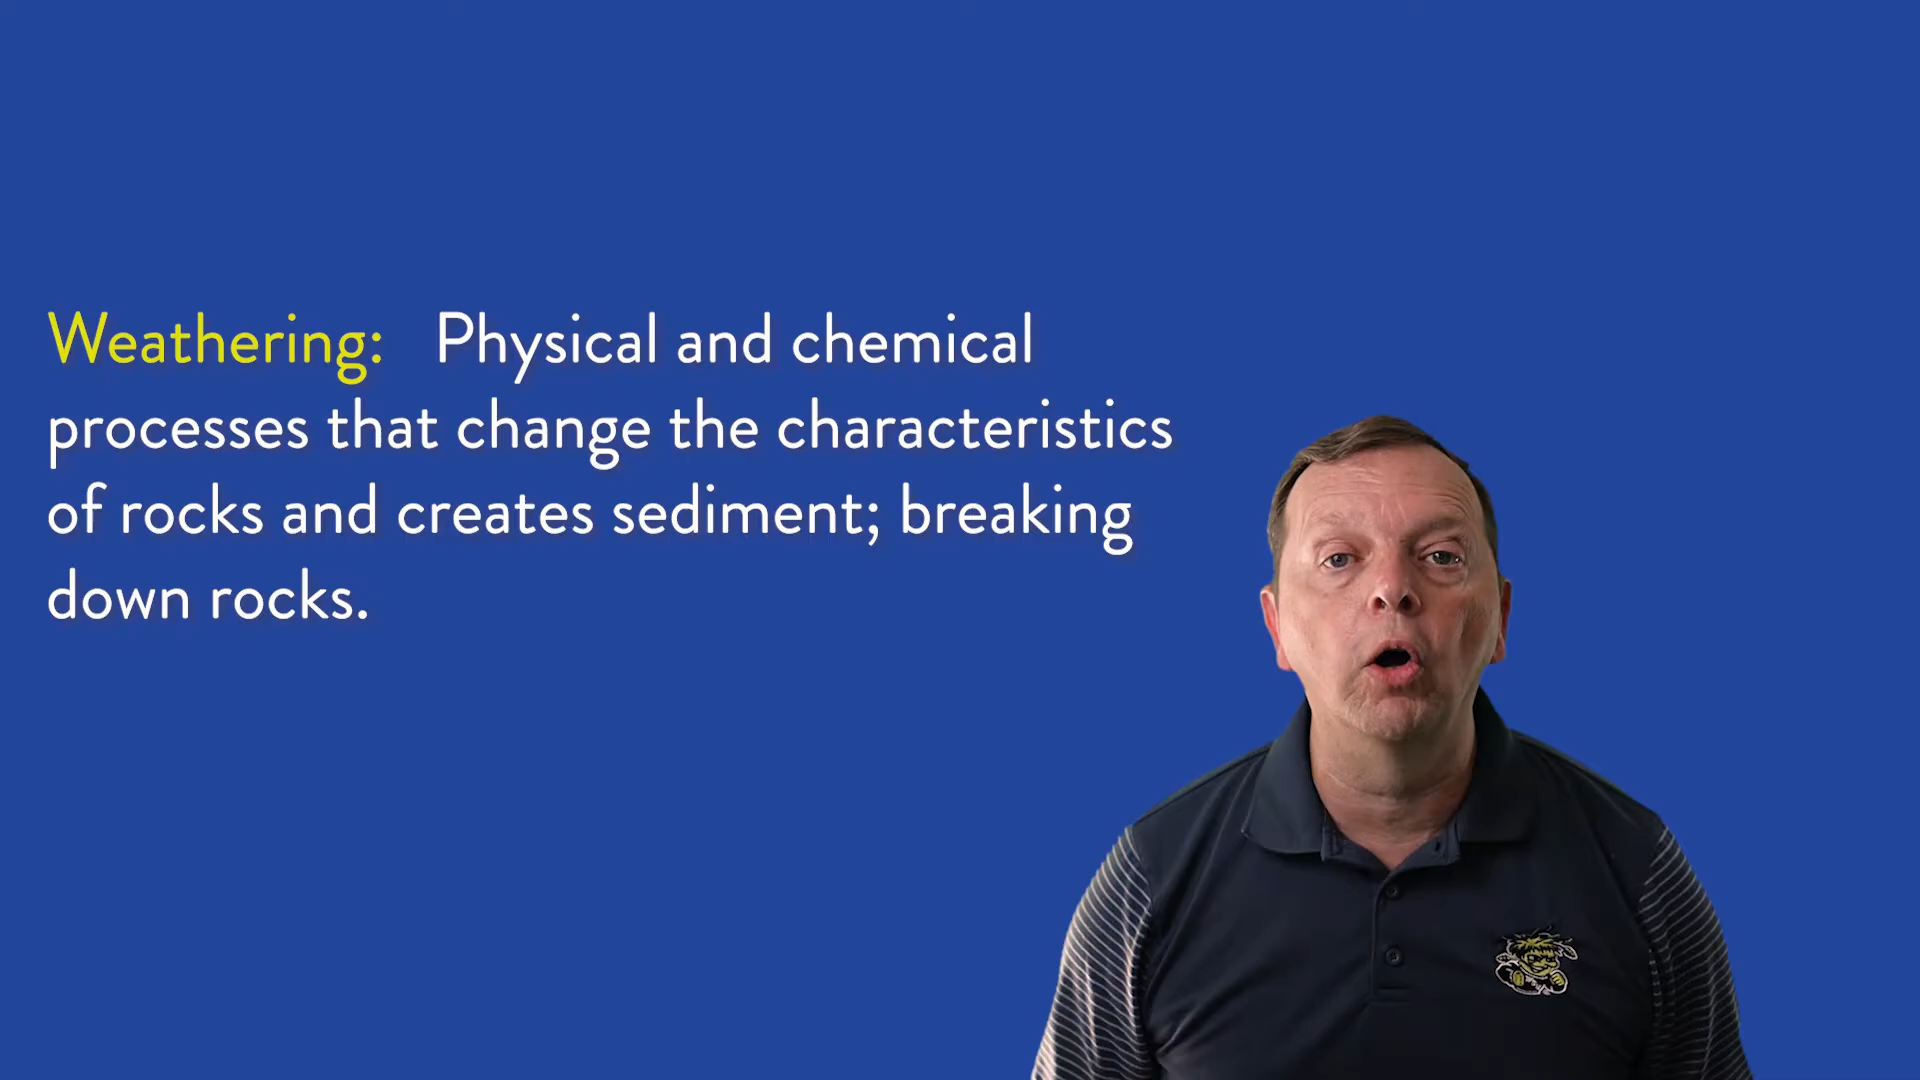 Weathering: Physical and chemical
processes that change the characteristics
of rocks and creates sediment; breaking
down rocks.